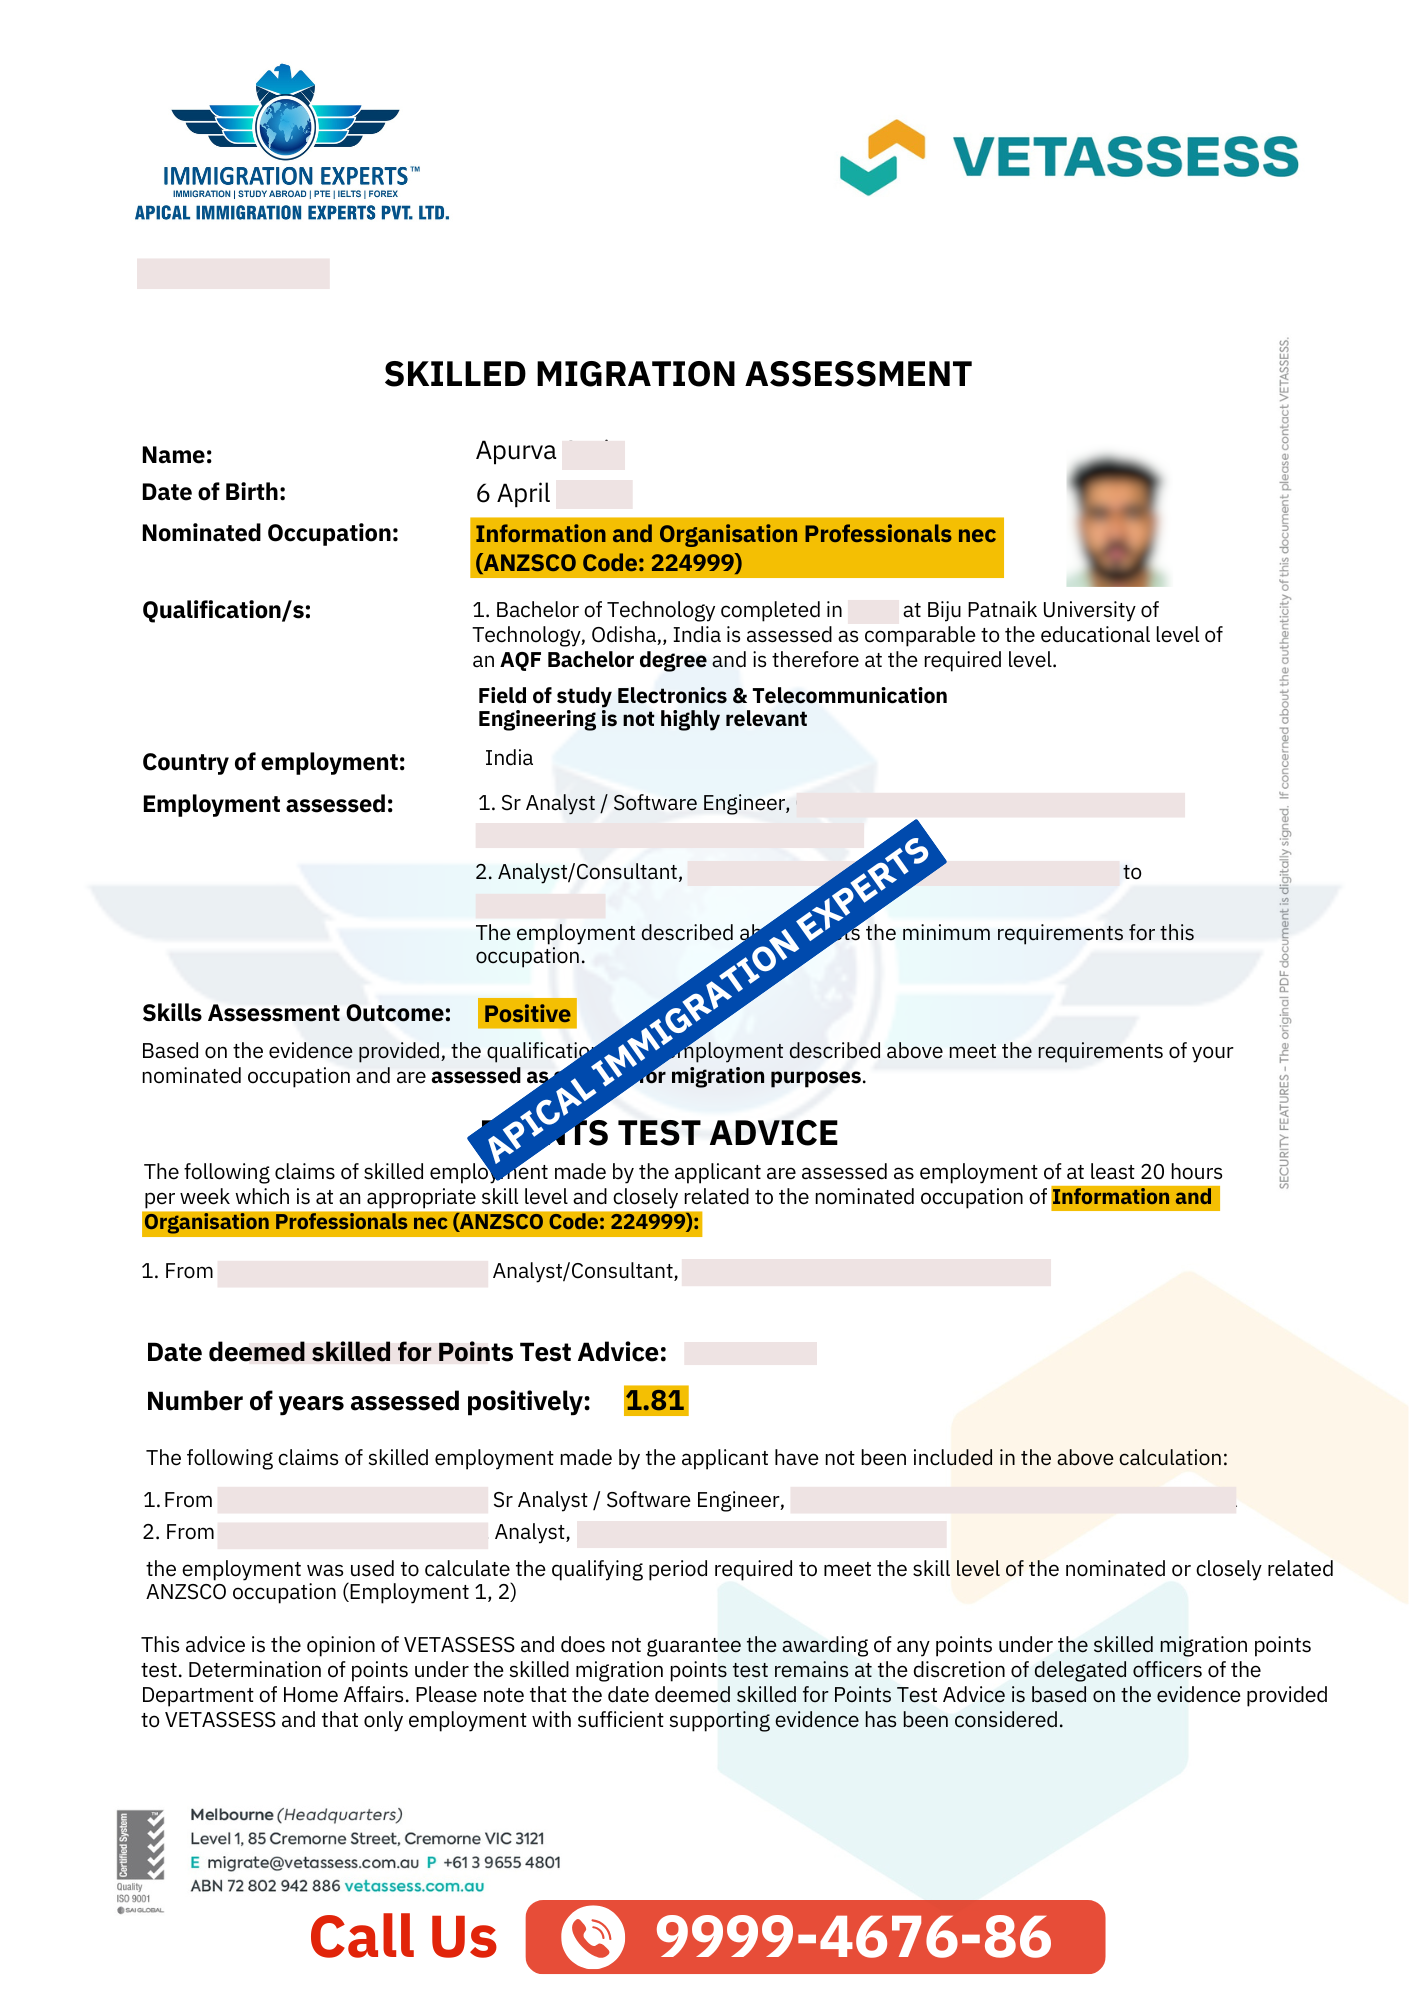 IMMIGRATION EXPERTS™
IMMIGRATION | STUDY ABROAD | PTE | IELTS | FOREX
APICAL IMMIGRATION EXPERTS PVT. LTD.
VETASSESS
SKILLED MIGRATION ASSESSMENT
Name: Apurva
Date of Birth: 6 April
Nominated Occupation: Information and Organisation Professionals nec
(ANZSCO Code: 224999)
Qualification/s: 1. Bachelor of Technology completed in at Biju Patnaik University of
Technology, Odisha,, India is assessed as comparable to the educational level of
an AQF Bachelor degree and is therefore at the required level.
Field of study Electronics & Telecommunication
Engineering is not highly relevant
Country of employment: India
Employment assessed: 1. Sr Analyst / Software Engineer,
2. Analyst/Consultant, to
The employment described the minimum requirements for this
occupation.
Skills Assessment Outcome: Positive
Based on the evidence provided, the employment described above meet the requirements of your
nominated occupation and are assessed as for migration purposes.
APICAL IMMIGRATION EXPERTS
TEST ADVICE
The following claims of skilled employment made by the applicant are assessed as employment of at least 20 hours
per week which is at an appropriate skill level and closely related to the nominated occupation of Information and
Organisation Professionals nec (ANZSCO Code: 224999):
1. From Analyst/Consultant,
Date deemed skilled for Points Test Advice:
Number of years assessed positively: 1.81
The following claims of skilled employment made by the applicant have not been included in the above calculation:
1. From Sr Analyst / Software Engineer,
2. From Analyst,
the employment was used to calculate the qualifying period required to meet the skill level of the nominated or closely related
ANZSCO occupation (Employment 1, 2)
This advice is the opinion of VETASSESS and does not guarantee the awarding of any points under the skilled migration points
test. Determination of points under the skilled migration points test remains at the discretion of delegated officers of the
Department of Home Affairs. Please note that the date deemed skilled for Points Test Advice is based on the evidence provided
to VETASSESS and that only employment with sufficient supporting evidence has been considered.
SECURITY FEATURES - The original PDF document is digitally signed. If concerned about the authenticity of this document please contact VETASSESS.
Certified System
Quality
ISO 9001
SAI GLOBAL
Melbourne (Headquarters)
Level 1, 85 Cremorne Street, Cremorne VIC 3121
E migrate@vetassess.com.au P +61 3 9655 4801
ABN 72 802 942 886 vetassess.com.au
Call Us 9999-4676-86